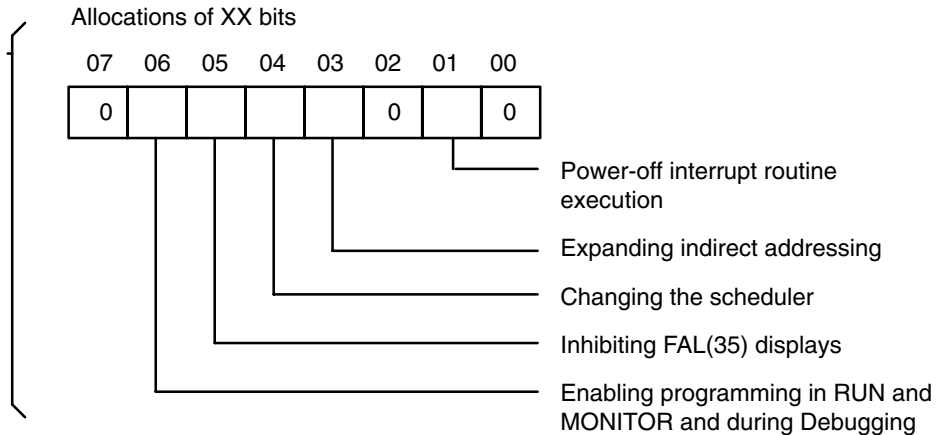 Allocations of XX bits
07 06 05 04 03 02 01 00
0 0 0
Power-off interrupt routine
execution
Expanding indirect addressing
Changing the scheduler
Inhibiting FAL(35) displays
Enabling programming in RUN and
MONITOR and during Debugging